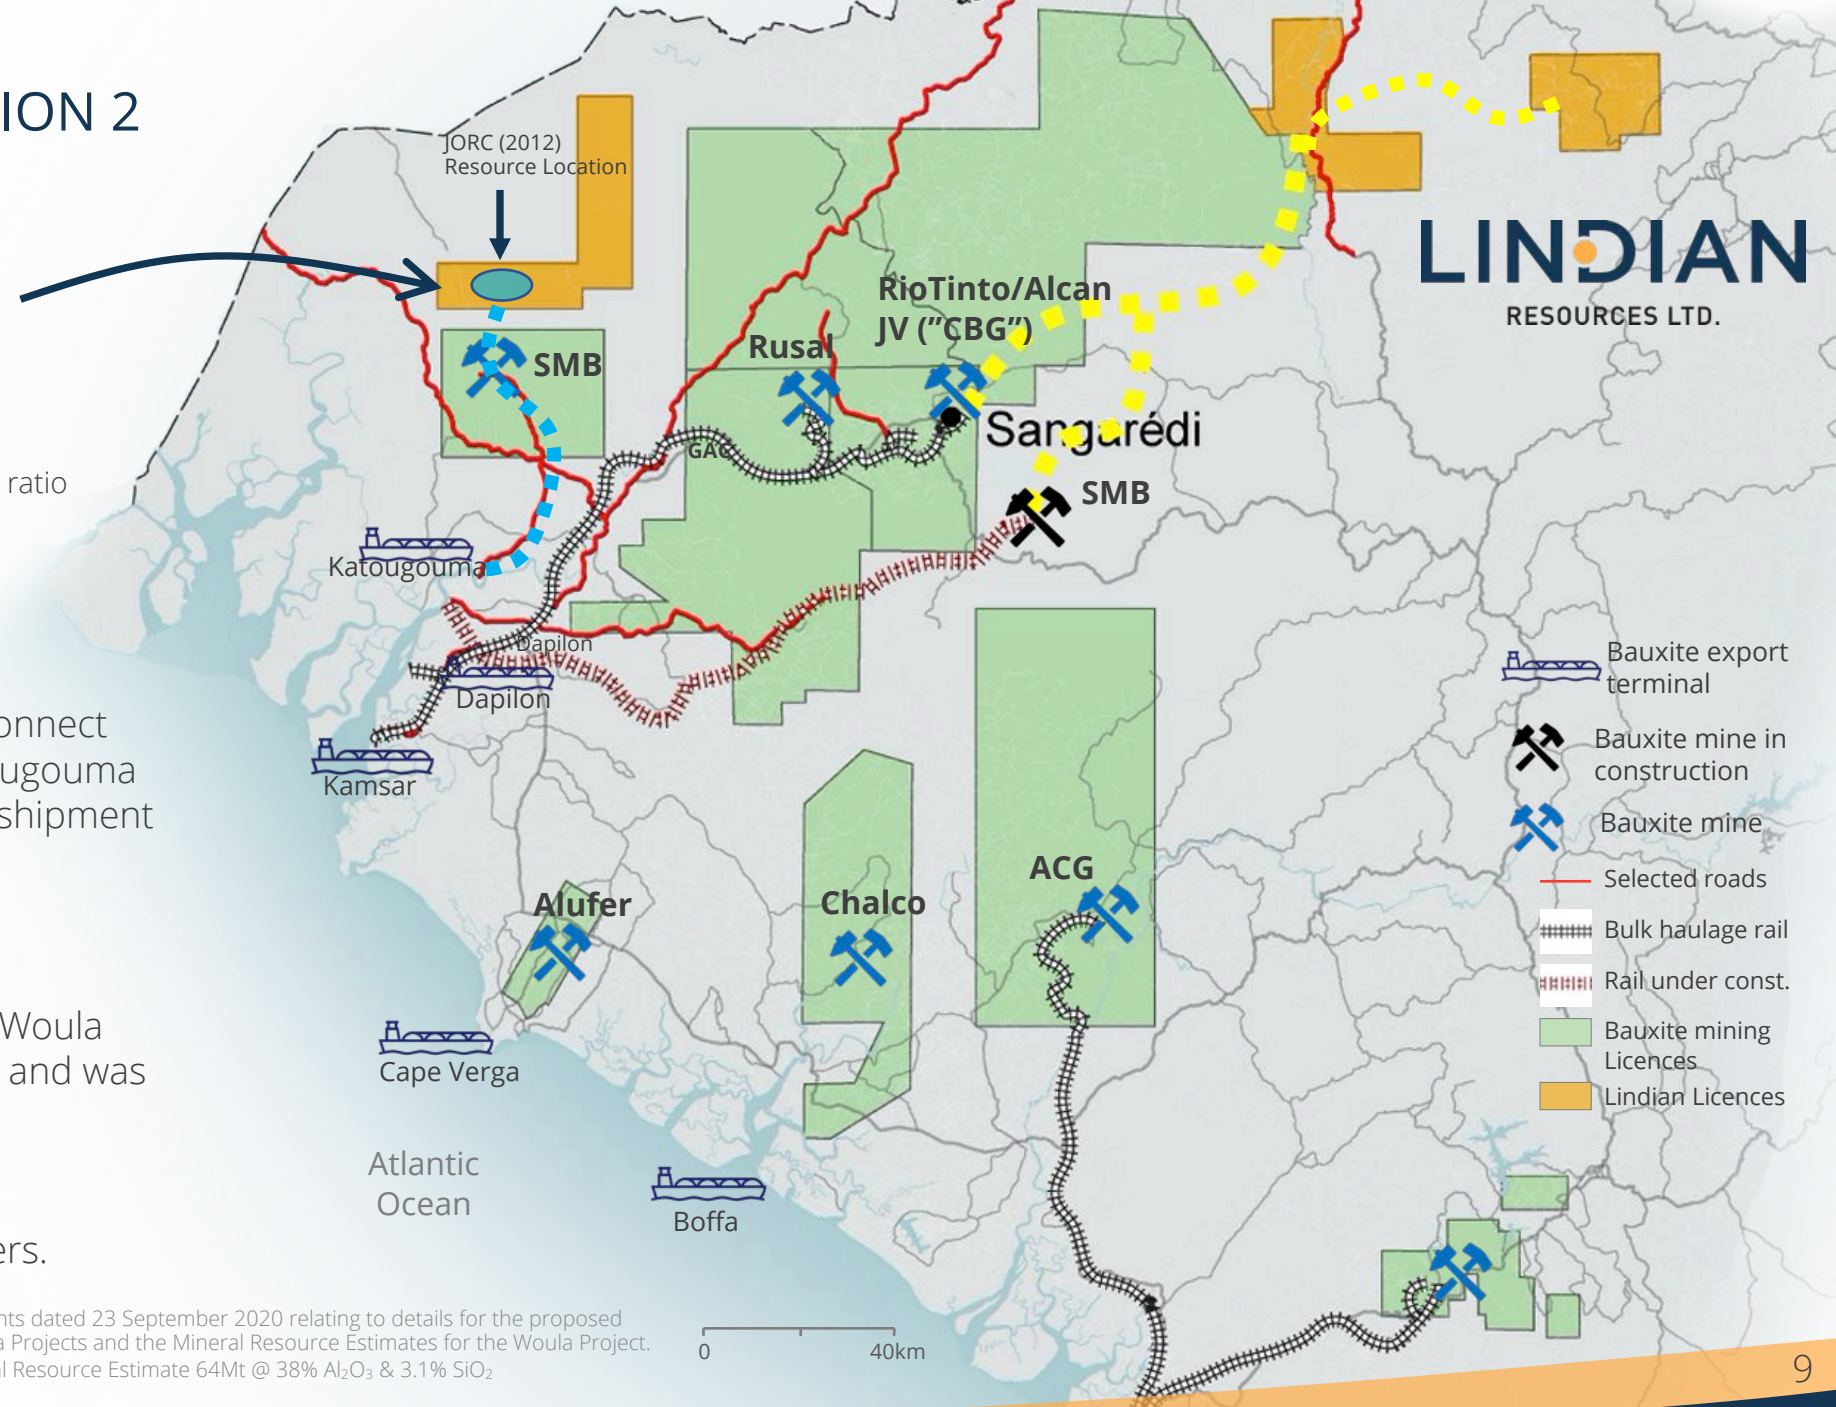 ION 2
JORC (2012)
Resource Location
LINDIAN
RESOURCES LTD.
RioTinto/Alcan
JV (”CBG”)
Rusal
SMB
Sangarédi
GAC
ratio
SMB
Katougouma
Dapilon
Dapilon
Kamsar
onnect
ugouma
shipment
ACG
Alufer
Chalco
Woula
and was
Cape Verga
Atlantic
Ocean
Boffa
ers.
Bauxite export
terminal
Bauxite mine in
construction
Bauxite mine
Selected roads
Bulk haulage rail
Rail under const.
Bauxite mining
Licences
Lindian Licences
nts dated 23 September 2020 relating to details for the proposed
a Projects and the Mineral Resource Estimates for the Woula Project.
al Resource Estimate 64Mt @ 38% Al₂O₃ & 3.1% SiO₂
0 40km
9